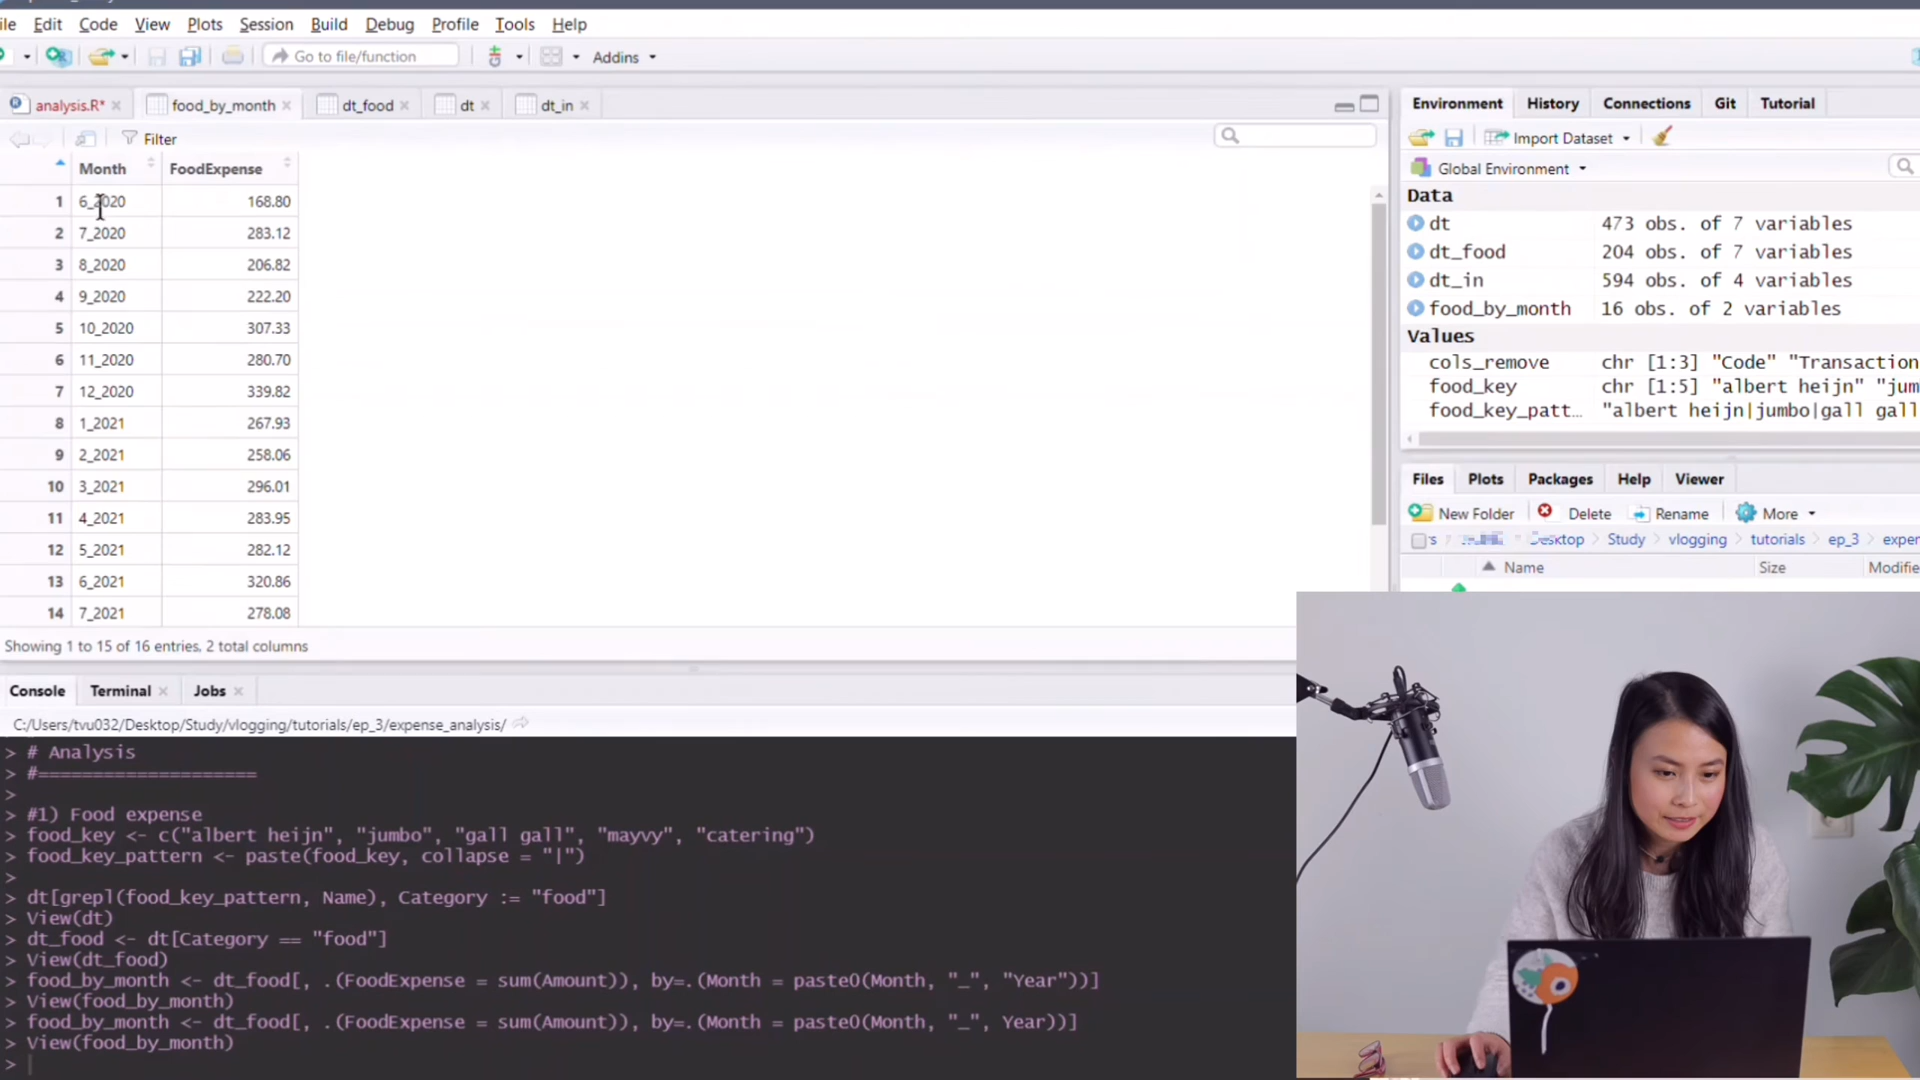 ile Edit Code View Plots Session Build Debug Profile Tools Help
Go to file/function Addins
analysis.R* food_by_month dt_food dt dt_in
Filter
Month FoodExpense
1 6_2020 168.80
2 7_2020 283.12
3 8_2020 206.82
4 9_2020 222.20
5 10_2020 307.33
6 11_2020 280.70
7 12_2020 339.82
8 1_2021 267.93
9 2_2021 258.06
10 3_2021 296.01
11 4_2021 283.95
12 5_2021 282.12
13 6_2021 320.86
14 7_2021 278.08
Showing 1 to 15 of 16 entries, 2 total columns
Console Terminal Jobs
C:/Users/tvu032/Desktop/Study/vlogging/tutorials/ep_3/expense_analysis/
> # Analysis
> #=====================
>
> #1) Food expense
> food_key <- c("albert heijn", "jumbo", "gall gall", "mayvy", "catering")
> food_key_pattern <- paste(food_key, collapse = "|")
>
> dt[grepl(food_key_pattern, Name), Category := "food"]
> View(dt)
> dt_food <- dt[Category == "food"]
> View(dt_food)
> food_by_month <- dt_food[, .(FoodExpense = sum(Amount)), by=.(Month = paste0(Month, "_", "Year"))]
> View(food_by_month)
> food_by_month <- dt_food[, .(FoodExpense = sum(Amount)), by=.(Month = paste0(Month, "_", Year))]
> View(food_by_month)
>
Environment History Connections Git Tutorial
Import Dataset
Global Environment
Data
dt 473 obs. of 7 variables
dt_food 204 obs. of 7 variables
dt_in 594 obs. of 4 variables
food_by_month 16 obs. of 2 variables
Values
cols_remove chr [1:3] "Code" "Transaction
food_key chr [1:5] "albert heijn" "jum
food_key_patt… "albert heijn|jumbo|gall gall
Files Plots Packages Help Viewer
New Folder Delete Rename More
s Desktop Study vlogging tutorials ep_3 expen
Name Size Modifie